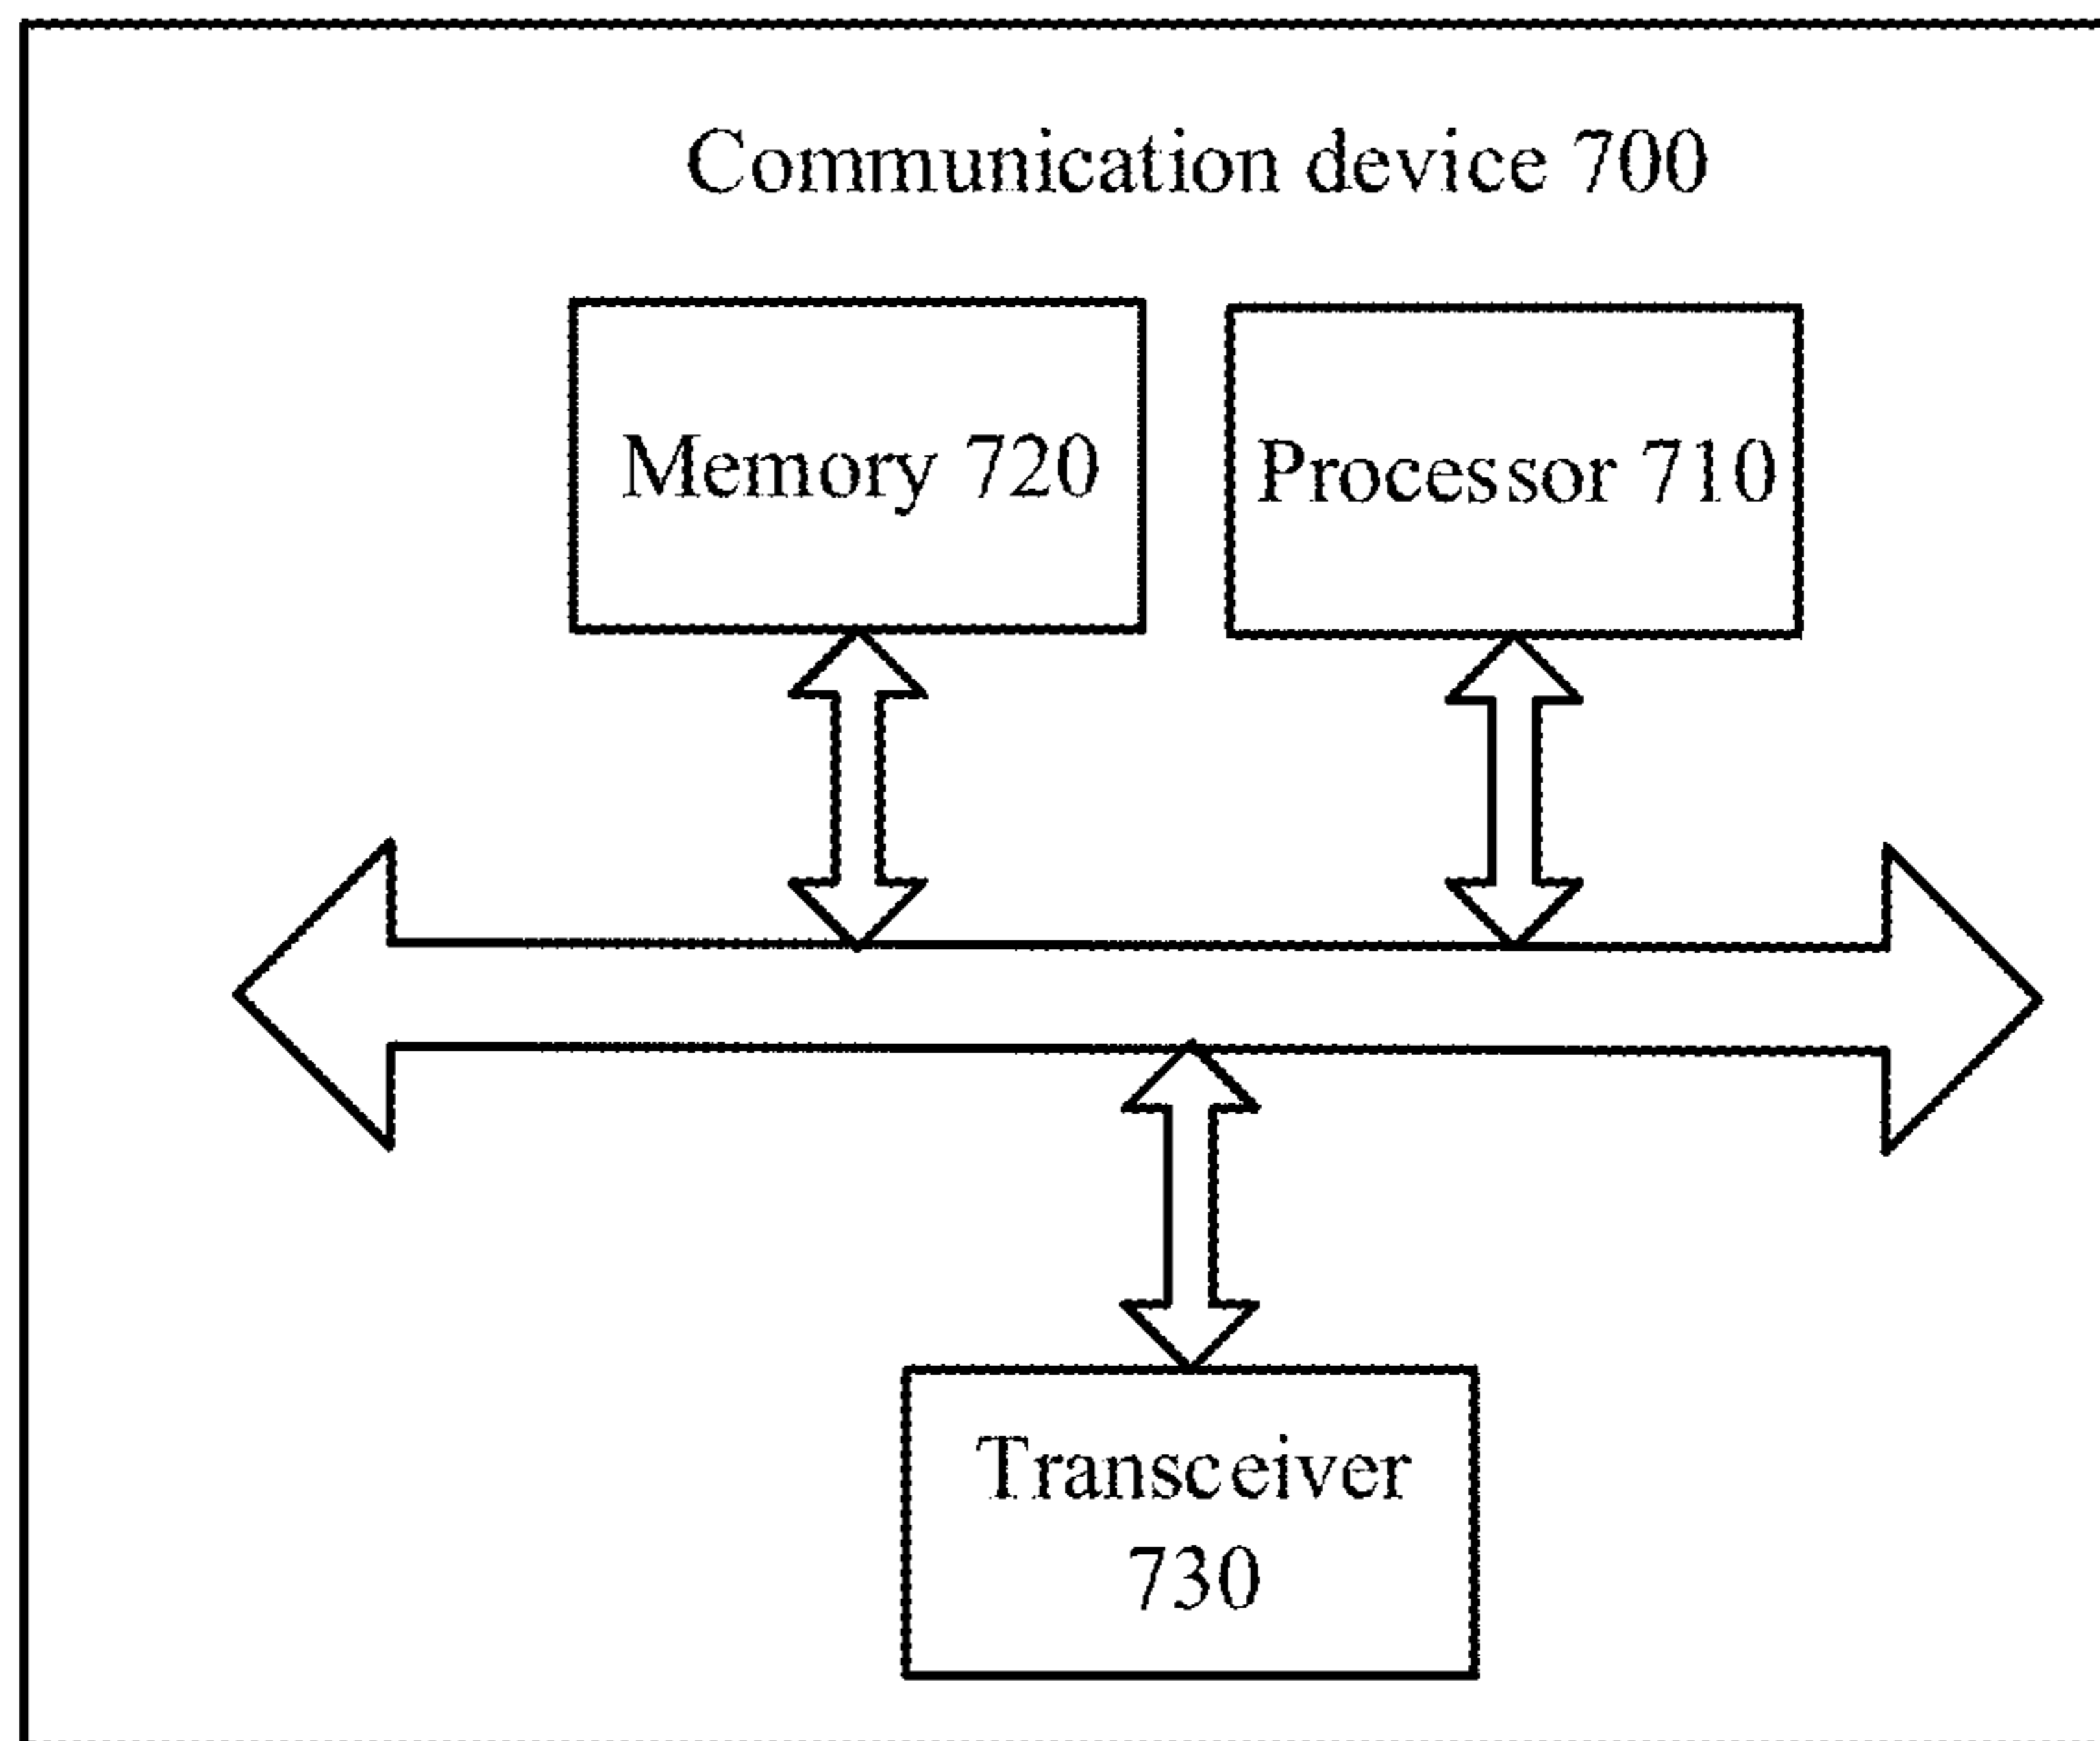 Communication device 700
Memory 720
Processor 710
Transceiver
730